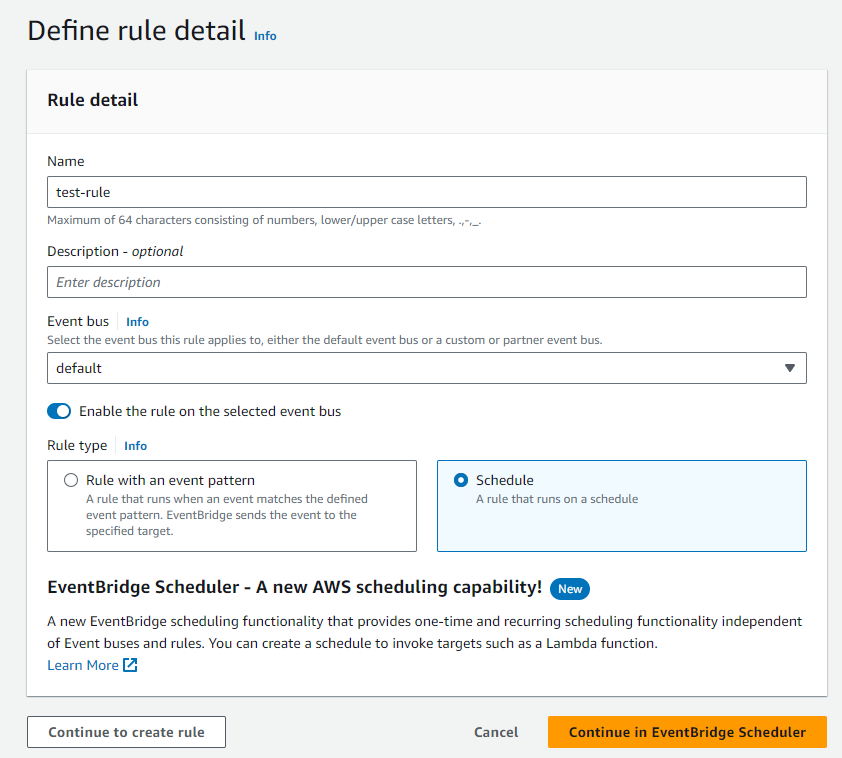 Define rule detail Info
Rule detail
Name
test-rule
Maximum of 64 characters consisting of numbers, lower/upper case letters, .,-,_.
Description - optional
Enter description
Event bus Info
Select the event bus this rule applies to, either the default event bus or a custom or partner event bus.
default
Enable the rule on the selected event bus
Rule type Info
Rule with an event pattern
A rule that runs when an event matches the defined
event pattern. EventBridge sends the event to the
specified target.
Schedule
A rule that runs on a schedule
EventBridge Scheduler - A new AWS scheduling capability! New
A new EventBridge scheduling functionality that provides one-time and recurring scheduling functionality independent
of Event buses and rules. You can create a schedule to invoke targets such as a Lambda function.
Learn More
Continue to create rule Cancel Continue in EventBridge Scheduler